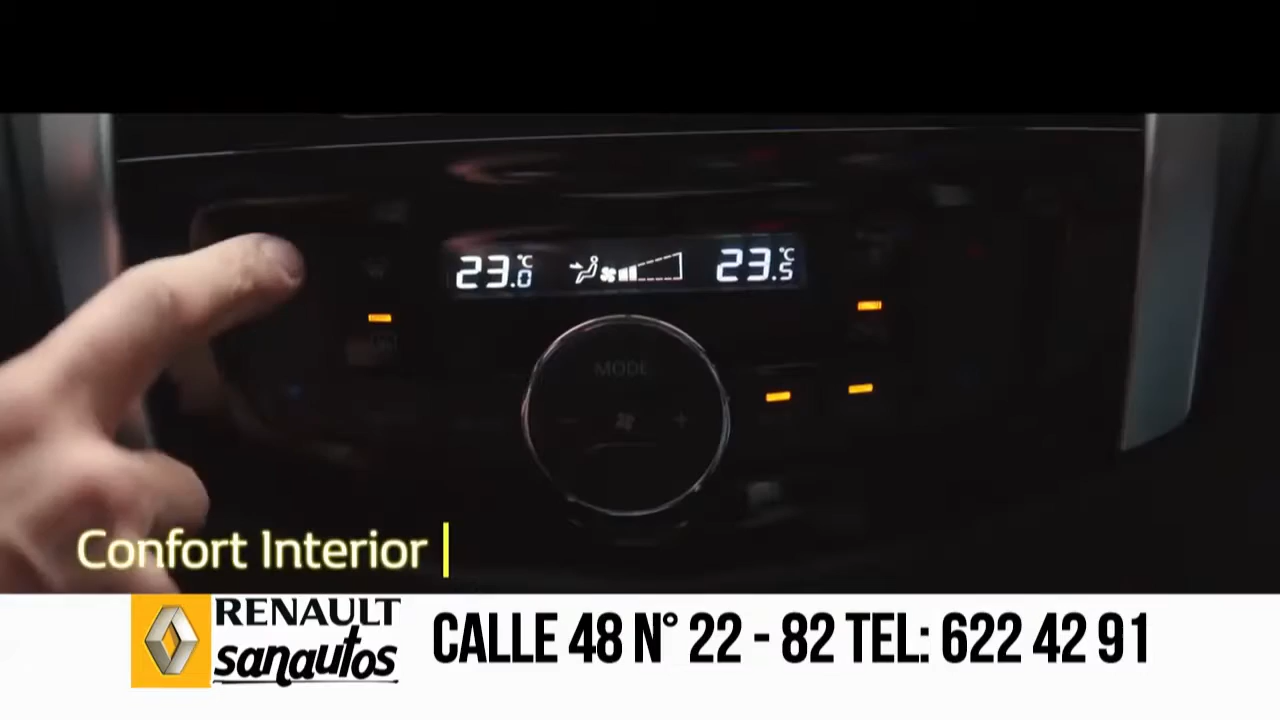 23.0 °C 23.5 °C
MODE
- +
Confort Interior
RENAULT
sanautos
CALLE 48 N° 22 - 82 TEL: 622 42 91